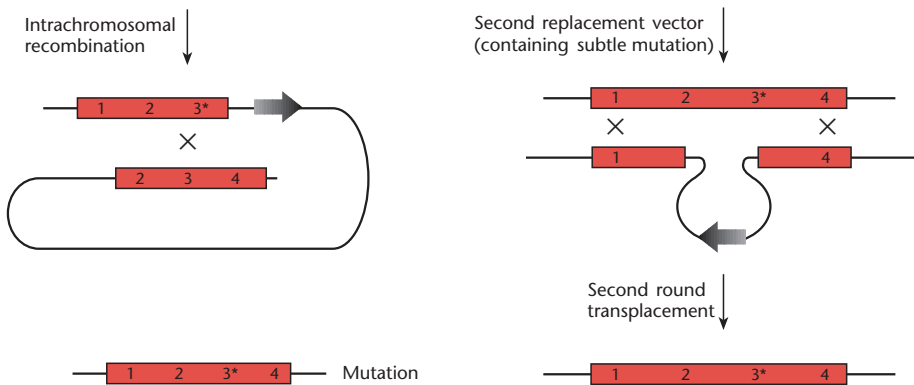 Intrachromosomal
recombination
1 2 3*
2 3 4
1 2 3* 4 Mutation
Second replacement vector
(containing subtle mutation)
1 2 3* 4
1 4
Second round
transplacement
1 2 3* 4